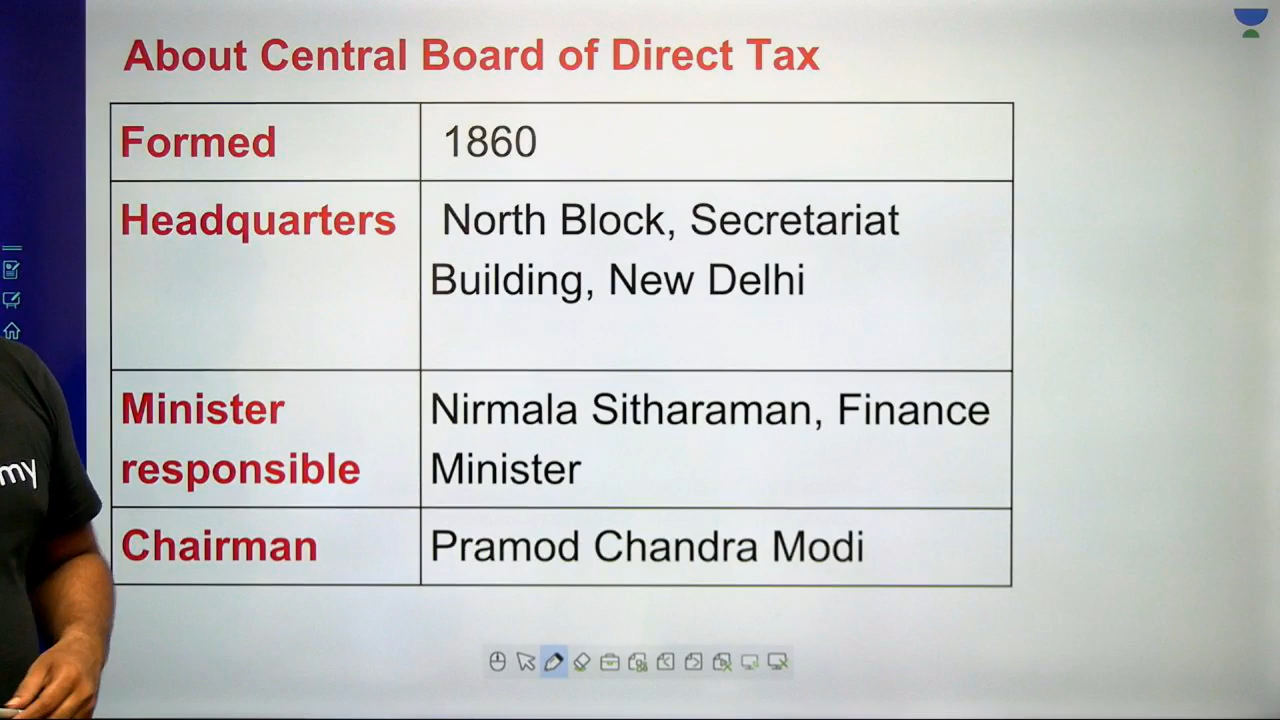 About Central Board of Direct Tax
Formed
1860
Headquarters
North Block, Secretariat
Building, New Delhi
Minister
responsible
Nirmala Sitharaman, Finance
Minister
Chairman
Pramod Chandra Modi
my